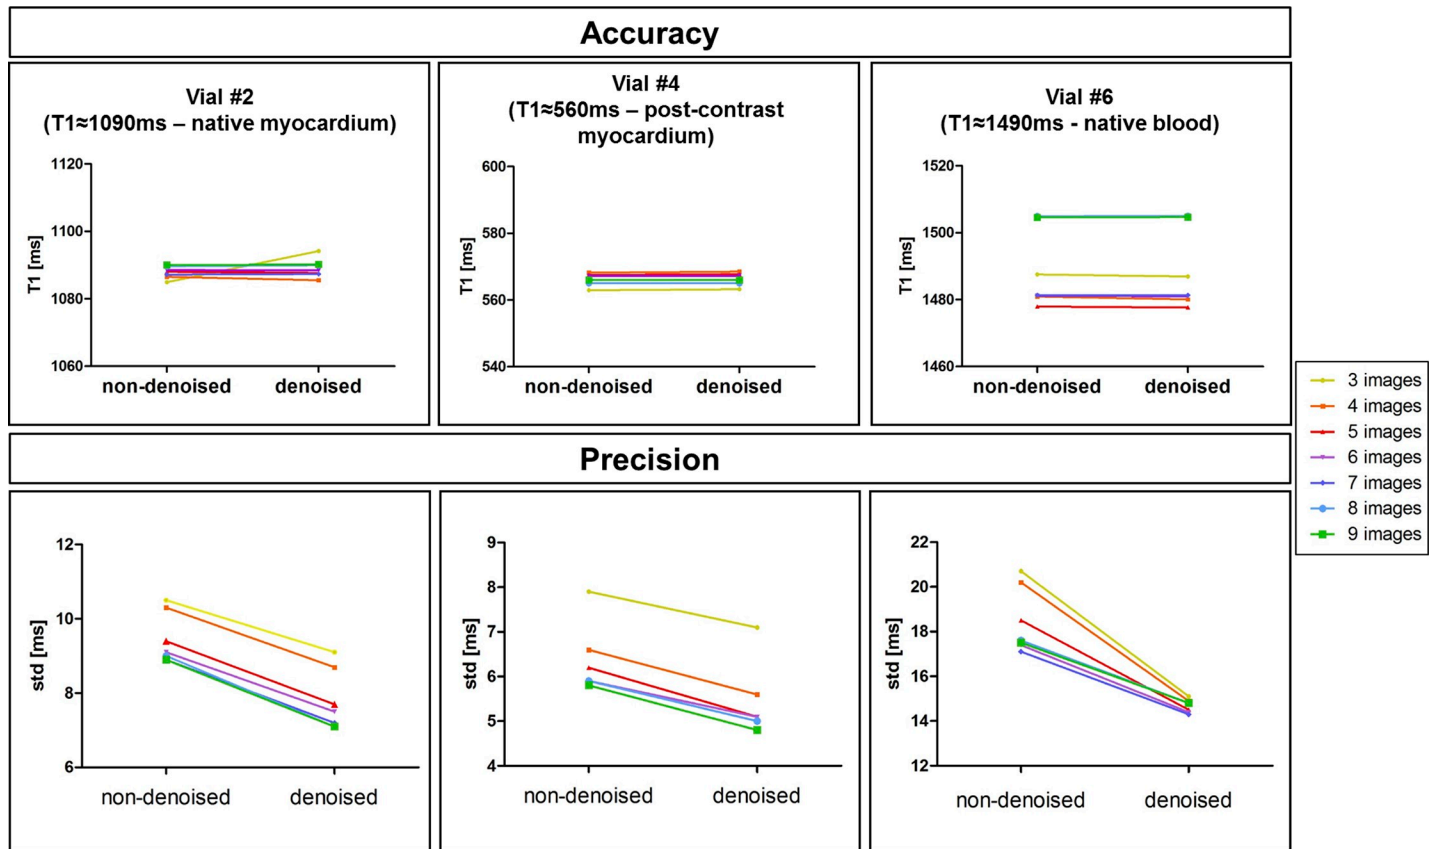 Accuracy
Vial #2
(T1≈1090ms – native myocardium)
1120
1100
1080
1060
T1 [ms]
non-denoised
denoised
Vial #4
(T1≈560ms – post-contrast
myocardium)
600
580
560
540
T1 [ms]
non-denoised
denoised
Vial #6
(T1≈1490ms - native blood)
1520
1500
1480
1460
T1 [ms]
non-denoised
denoised
3 images
4 images
5 images
6 images
7 images
8 images
9 images
Precision
12
10
8
6
std [ms]
non-denoised
denoised
9
8
7
6
5
4
std [ms]
non-denoised
denoised
22
20
18
16
14
12
std [ms]
non-denoised
denoised